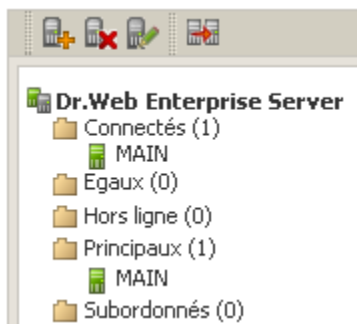 Dr.Web Enterprise Server
Connectés (1)
MAIN
Egaux (0)
Hors ligne (0)
Principaux (1)
MAIN
Subordonnés (0)